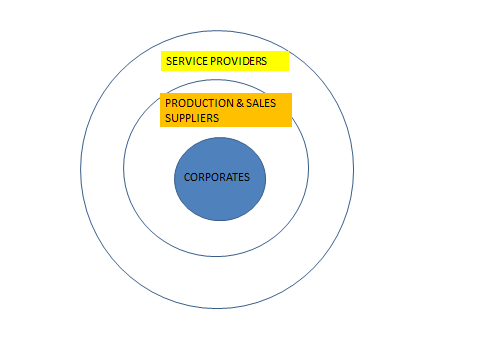 SERVICE PROVIDERS
PRODUCTION & SALES
SUPPLIERS
CORPORATES